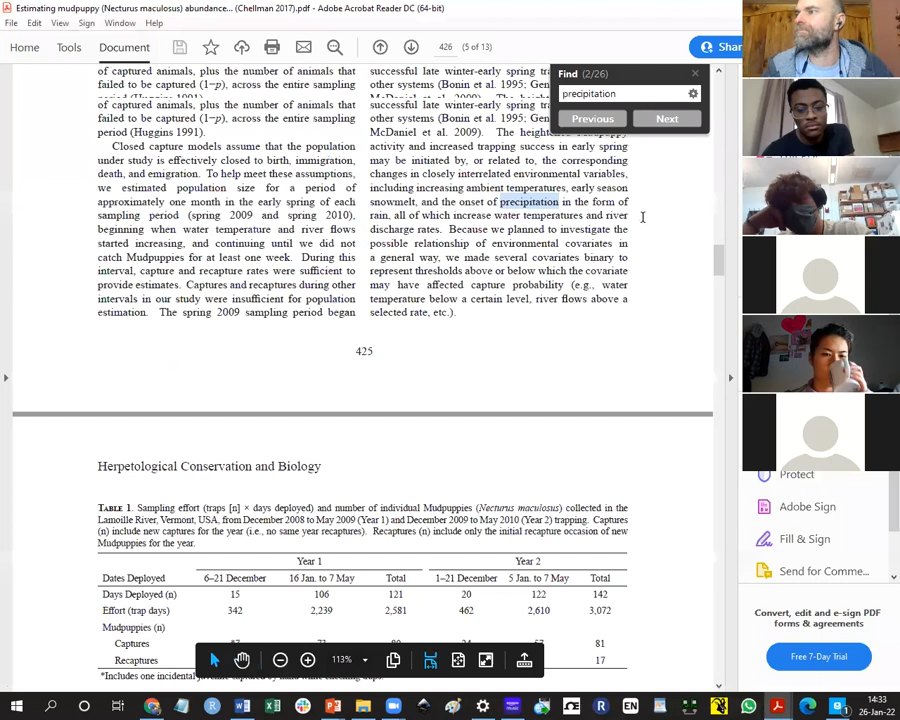 Estimating mudpuppy (Necturus maculosus) abundance... (Chellman 2017).pdf - Adobe Acrobat Reader DC (64-bit)
File Edit View Sign Window Help
Home Tools Document 426 (5 of 13) Shar
Find (2/26)
precipitation
Previous Next
of captured animals, plus the number of animals that
failed to be captured (1−p), across the entire sampling
of captured animals, plus the number of animals that
failed to be captured (1−p), across the entire sampling
period (Huggins 1991).
Closed capture models assume that the population
under study is effectively closed to birth, immigration,
death, and emigration. To help meet these assumptions,
we estimated population size for a period of
approximately one month in the early spring of each
sampling period (spring 2009 and spring 2010),
beginning when water temperature and river flows
started increasing, and continuing until we did not
catch Mudpuppies for at least one week. During this
interval, capture and recapture rates were sufficient to
provide estimates. Captures and recaptures during other
intervals in our study were insufficient for population
estimation. The spring 2009 sampling period began
successful late winter-early spring
other systems (Bonin et al. 1995; Gen
successful late winter-early spring
other systems (Bonin et al. 1995; Gen
McDaniel et al. 2009). The heightened Mudpuppy
activity and increased trapping success in early spring
may be initiated by, or related to, the corresponding
changes in closely interrelated environmental variables,
including increasing ambient temperatures, early season
snowmelt, and the onset of precipitation in the form of
rain, all of which increase water temperatures and river
discharge rates. Because we planned to investigate the
possible relationship of environmental covariates in
a general way, we made several covariates binary to
represent thresholds above or below which the covariate
may have affected capture probability (e.g., water
temperature below a certain level, river flows above a
selected rate, etc.).
425
Herpetological Conservation and Biology
TABLE 1. Sampling effort (traps [n] × days deployed) and number of individual Mudpuppies (Necturus maculosus) collected in the
Lamoille River, Vermont, USA, from December 2008 to May 2009 (Year 1) and December 2009 to May 2010 (Year 2) trapping. Captures
(n) include new captures for the year (i.e., no same year recaptures). Recaptures (n) include only the initial recapture occasion of new
Mudpuppies for the year.
Year 1 Year 2
Dates Deployed 6–21 December 16 Jan. to 7 May Total 1–21 December 5 Jan. to 7 May Total
Days Deployed (n) 15 106 121 20 122 142
Effort (trap days) 342 2,239 2,581 462 2,610 3,072
Mudpuppies (n)
Captures 81
Recaptures 17
113%
Protect
Adobe Sign
Fill & Sign
Send for Comme...
Convert, edit and e-sign PDF
forms & agreements
Free 7-Day Trial
EN
14:33
26-Jan-22